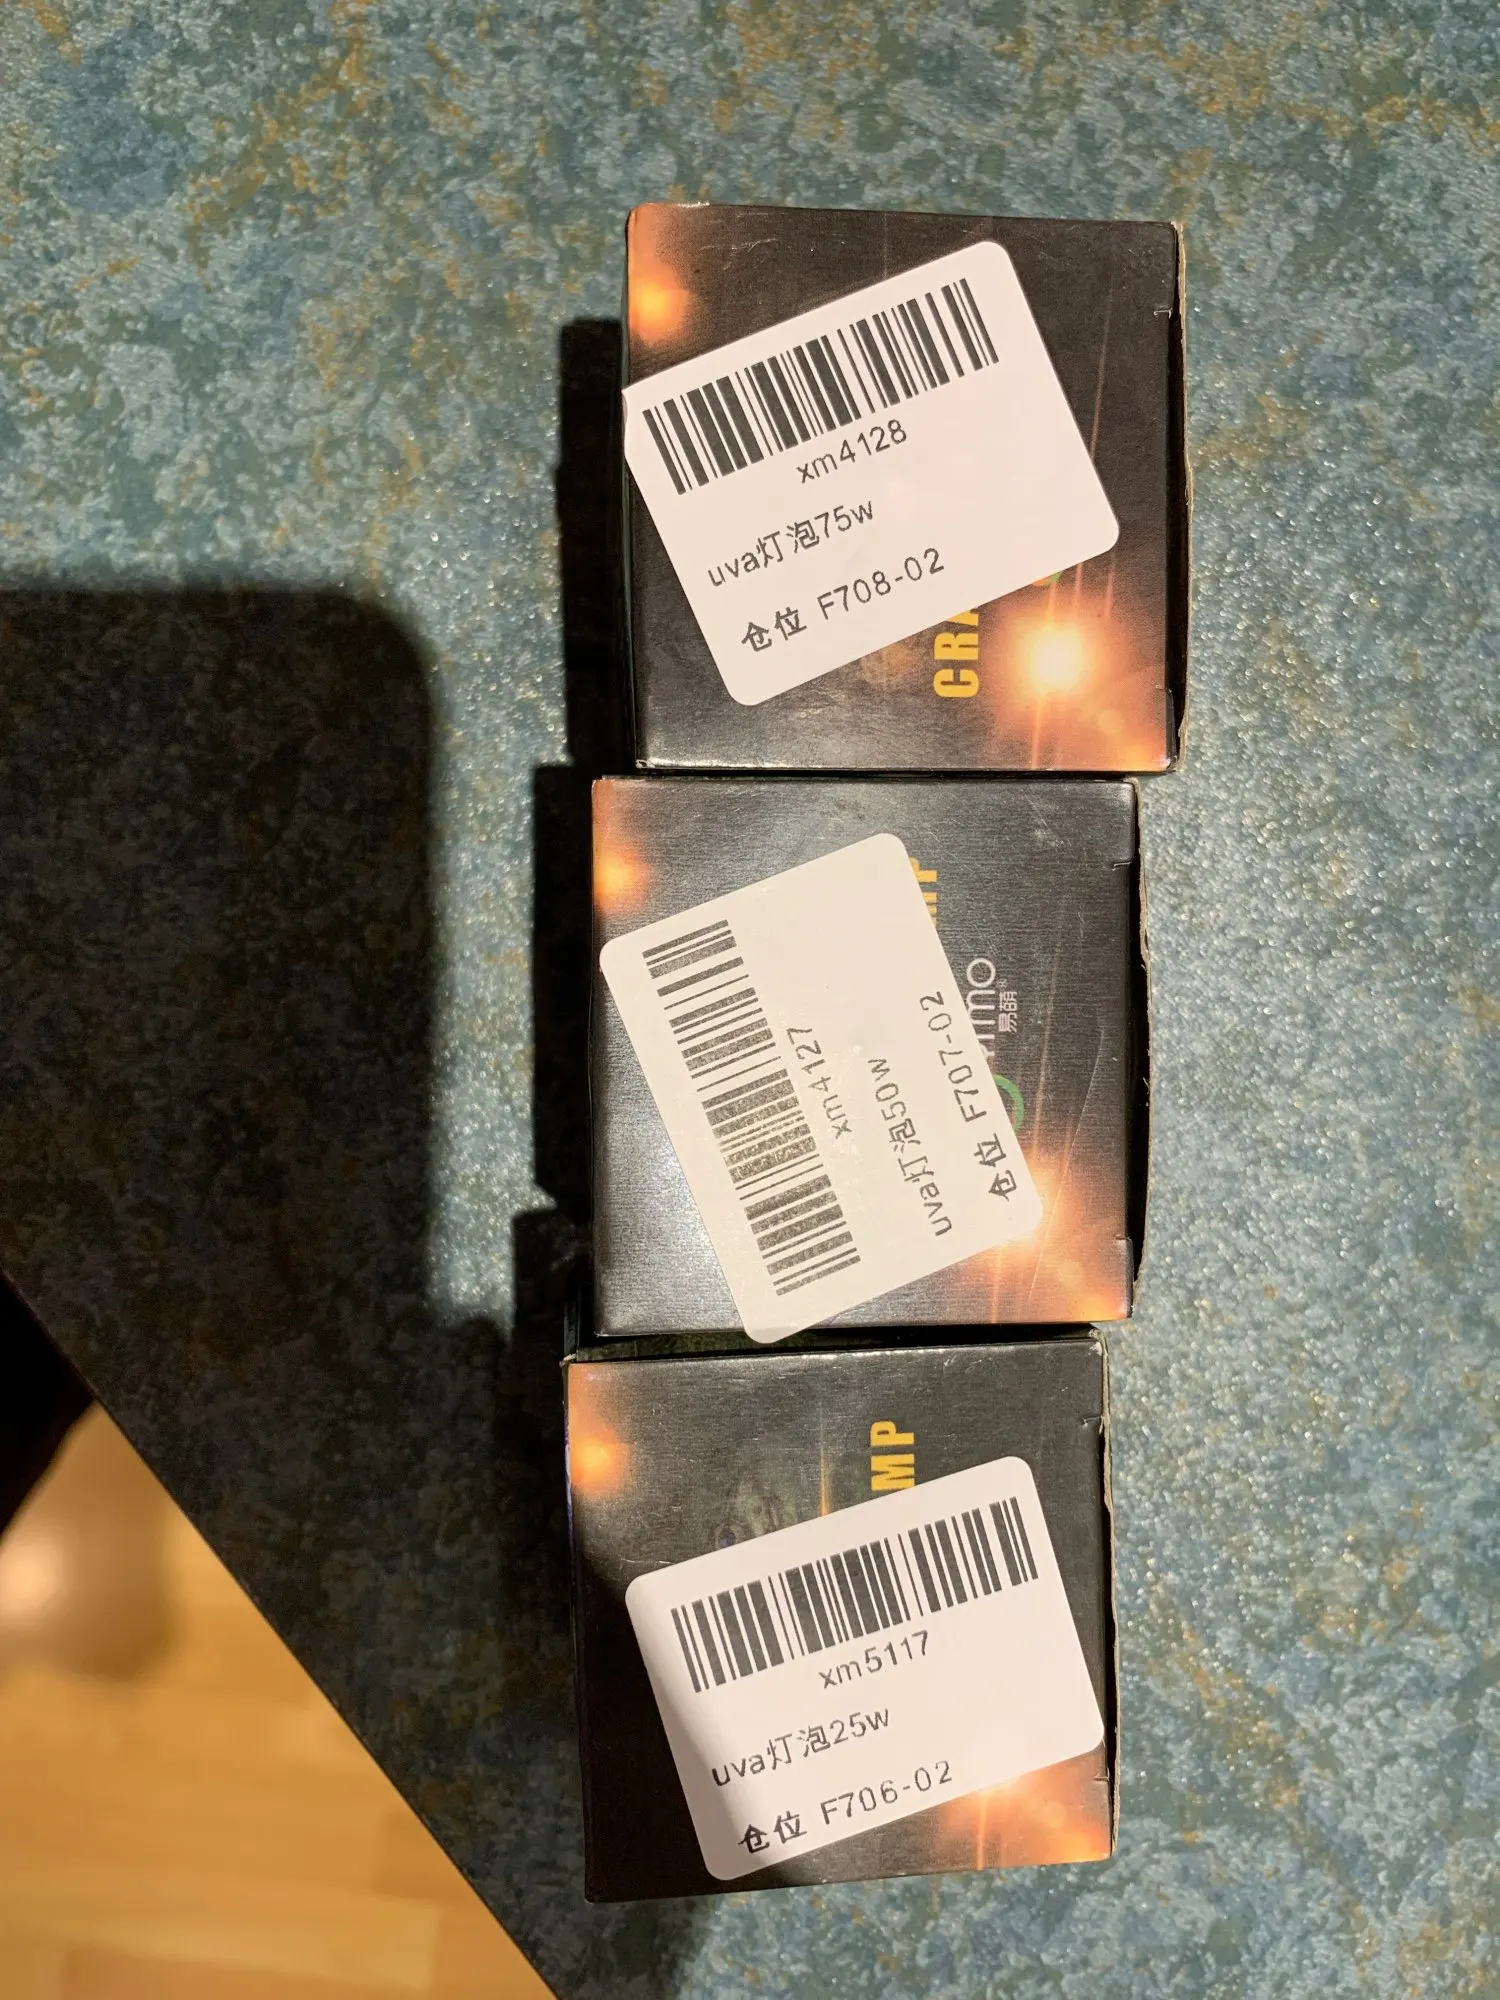 xm4128
uva灯泡75w
仓位 F708-02
CRA
MP
imo
易萌®
xm4127
uva灯泡50w
仓位 F707-02
MP
xm5117
uva灯泡25w
仓位 F706-02